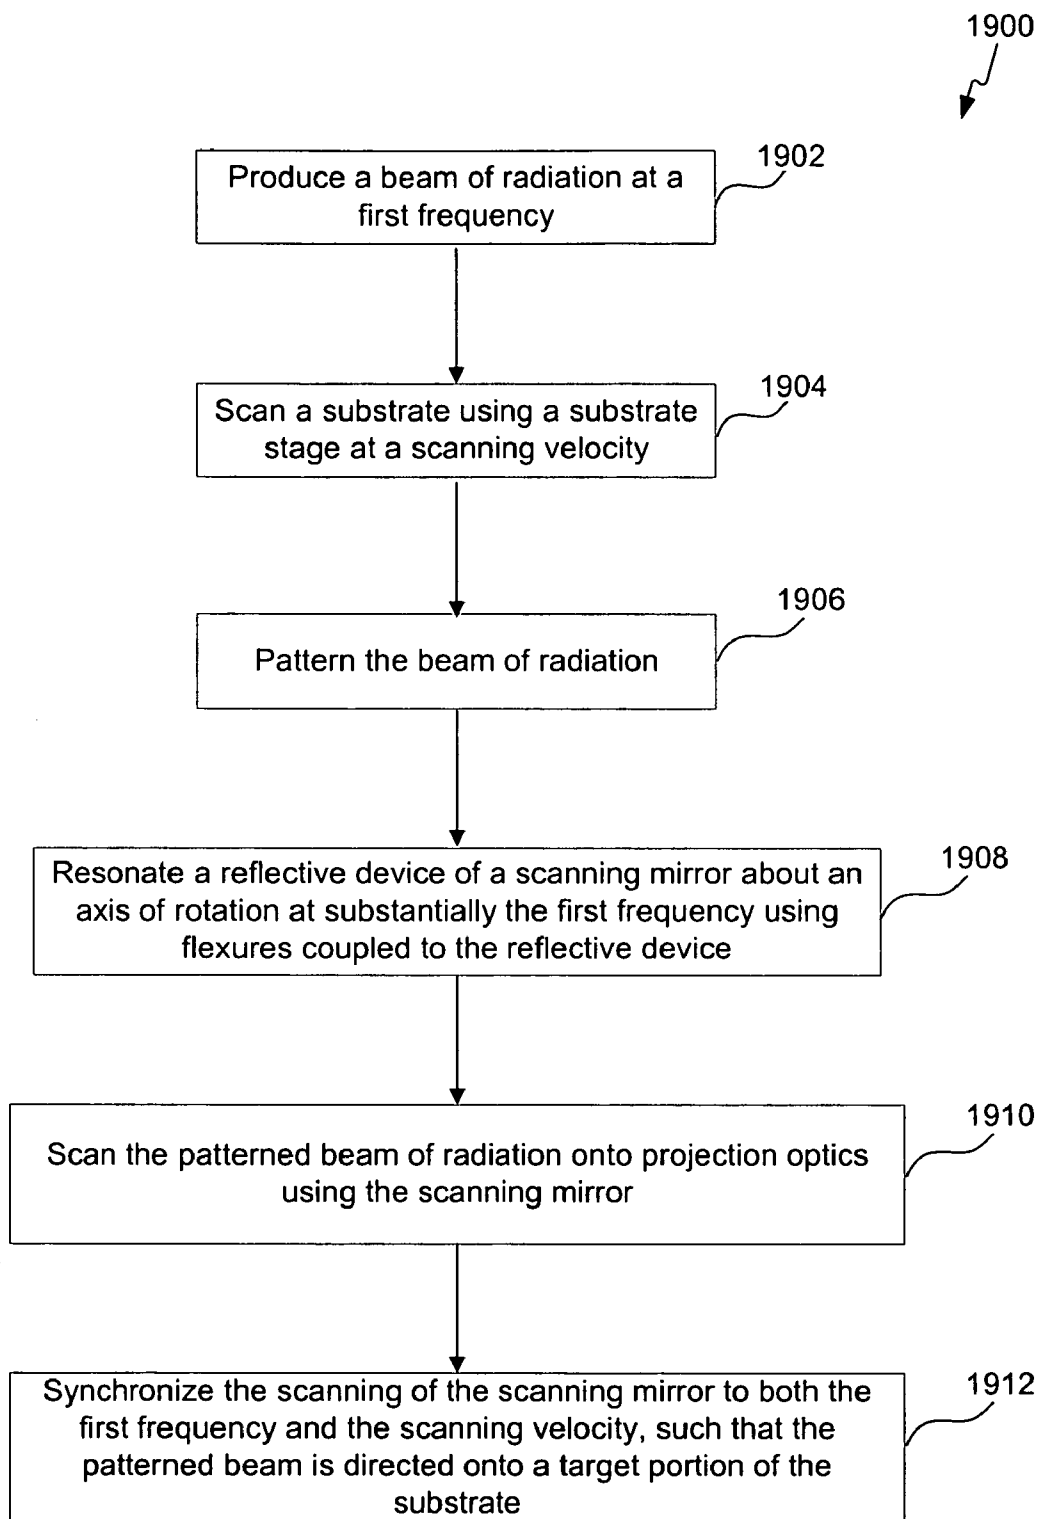 1900
1902
Produce a beam of radiation at a
first frequency
1904
Scan a substrate using a substrate
stage at a scanning velocity
1906
Pattern the beam of radiation
1908
Resonate a reflective device of a scanning mirror about an
axis of rotation at substantially the first frequency using
flexures coupled to the reflective device
1910
Scan the patterned beam of radiation onto projection optics
using the scanning mirror
1912
Synchronize the scanning of the scanning mirror to both the
first frequency and the scanning velocity, such that the
patterned beam is directed onto a target portion of the
substrate